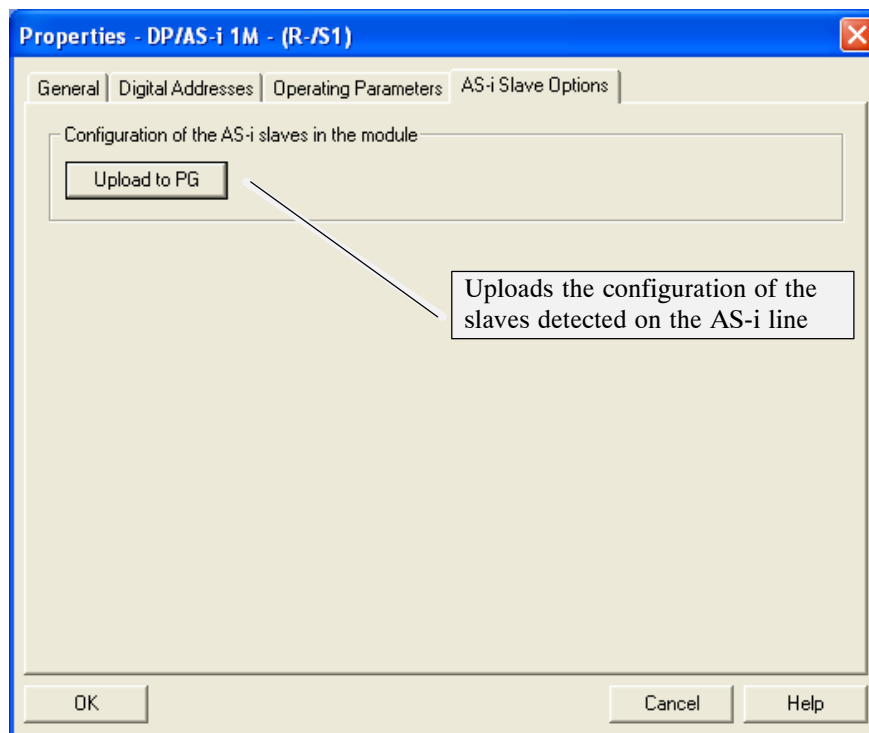 Properties - DP/AS-i 1M - (R-/S1)
General Digital Addresses Operating Parameters AS-i Slave Options
Configuration of the AS-i slaves in the module
Upload to PG
Uploads the configuration of the
slaves detected on the AS-i line
OK Cancel Help